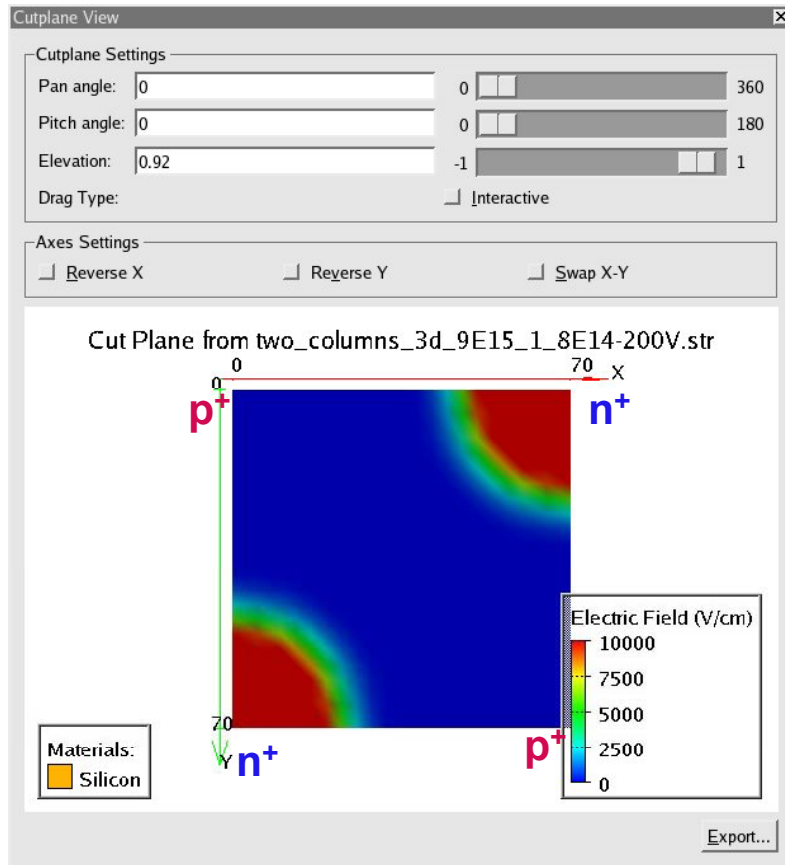 Cutplane View
Cutplane Settings
Pan angle: 0 0 360
Pitch angle: 0 0 180
Elevation: 0.92 -1 1
Drag Type: Interactive
Axes Settings
Reverse X Reverse Y Swap X-Y
Cut Plane from two_columns_3d_9E15_1_8E14-200V.str
0 70 X
0
p+ n+
Electric Field (V/cm)
10000
7500
5000
2500
0
70
Y n+ p+
Materials:
Silicon
Export...